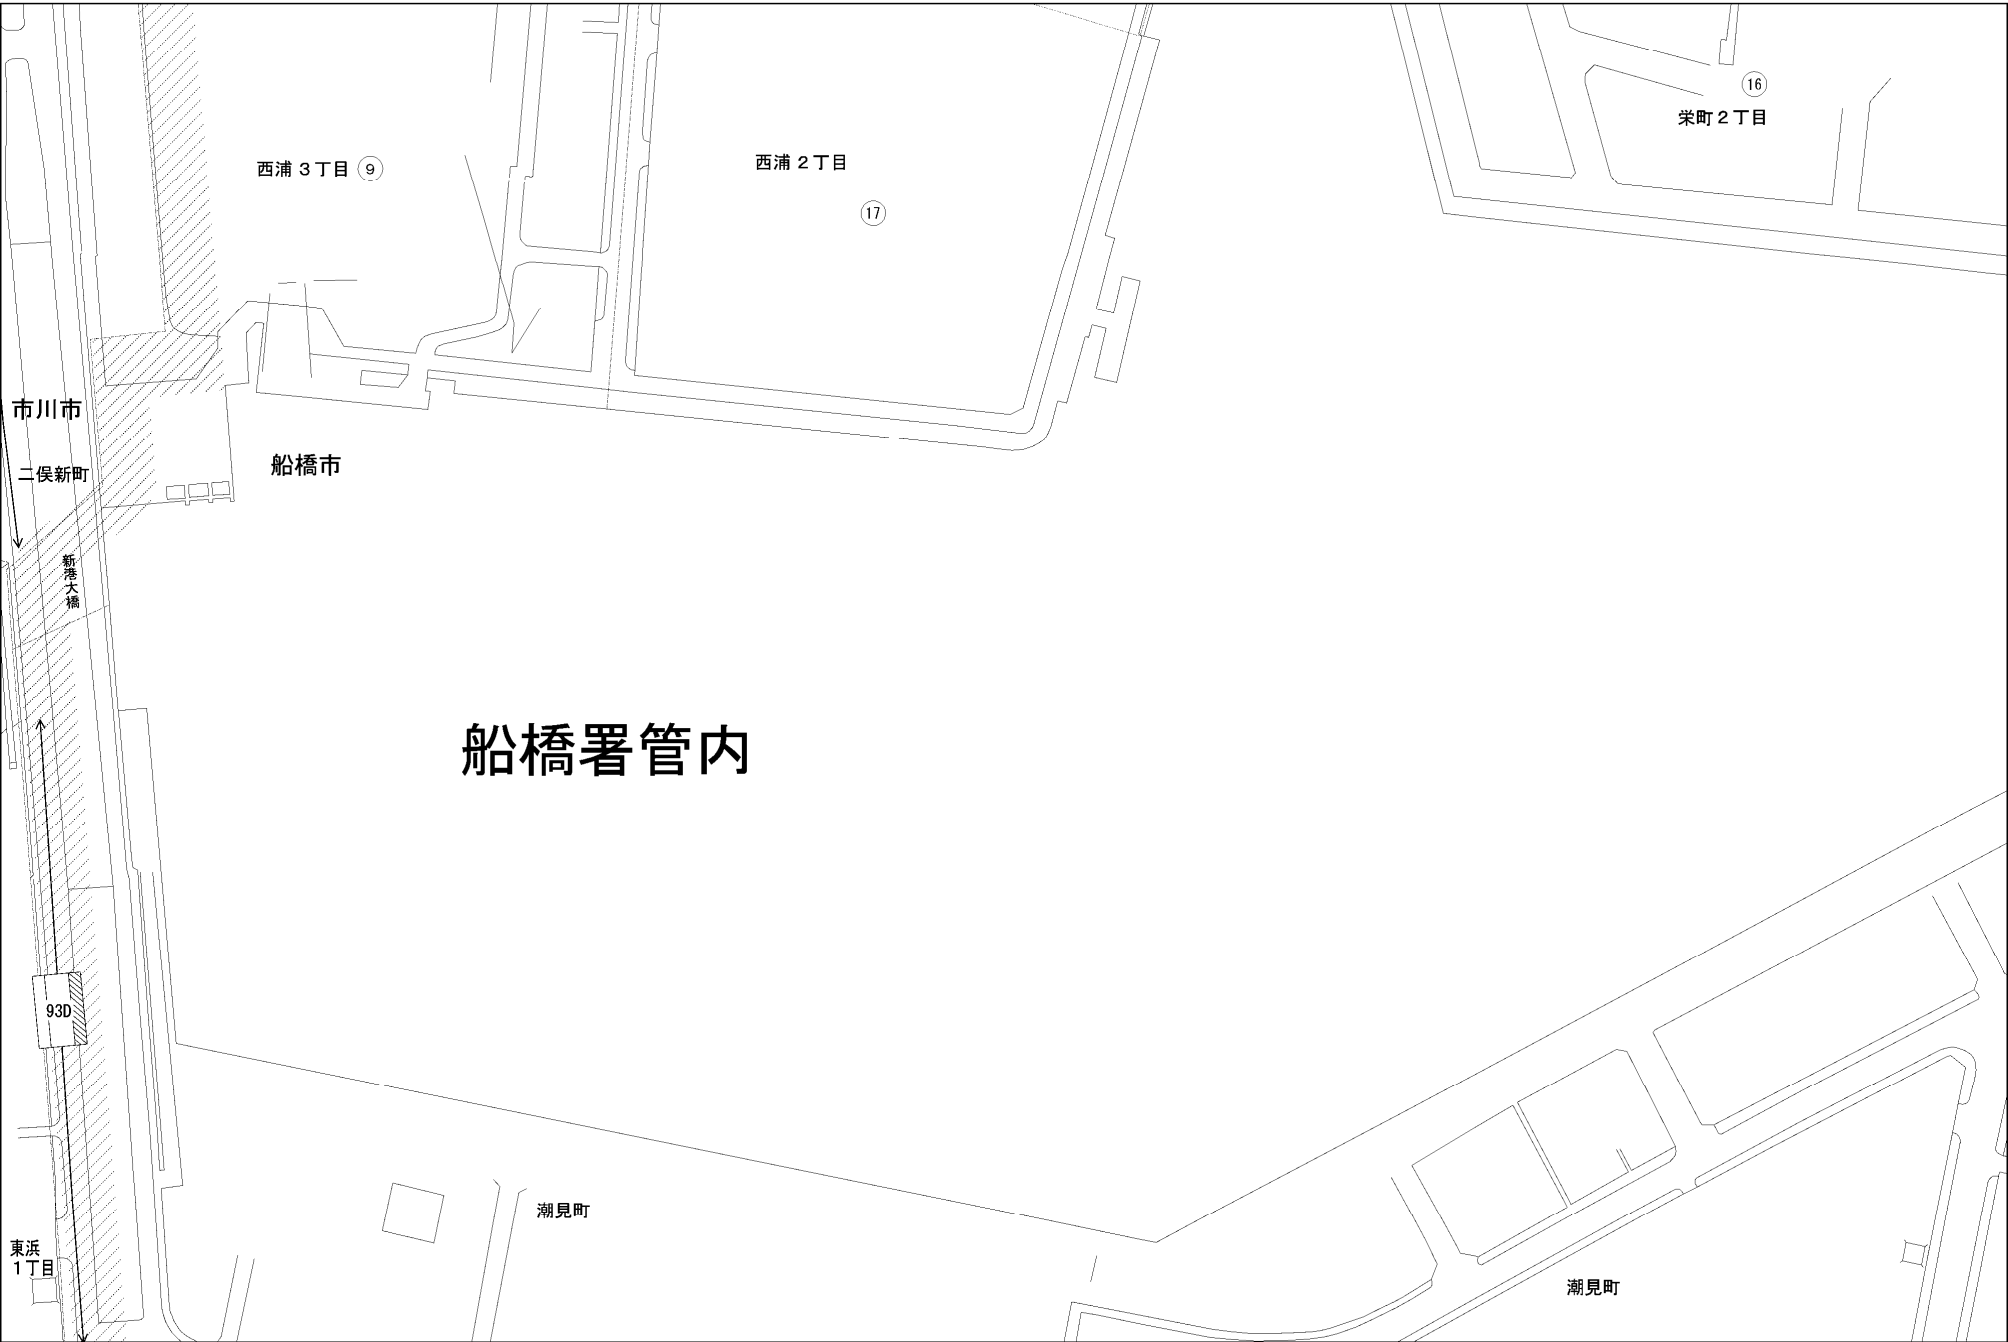 ⑯
栄町２丁目
西浦３丁目 ⑨
西浦２丁目
⑰
市川市
船橋市
二俣新町
新港大橋
船橋署管内
93D
潮見町
東浜
１丁目
潮見町